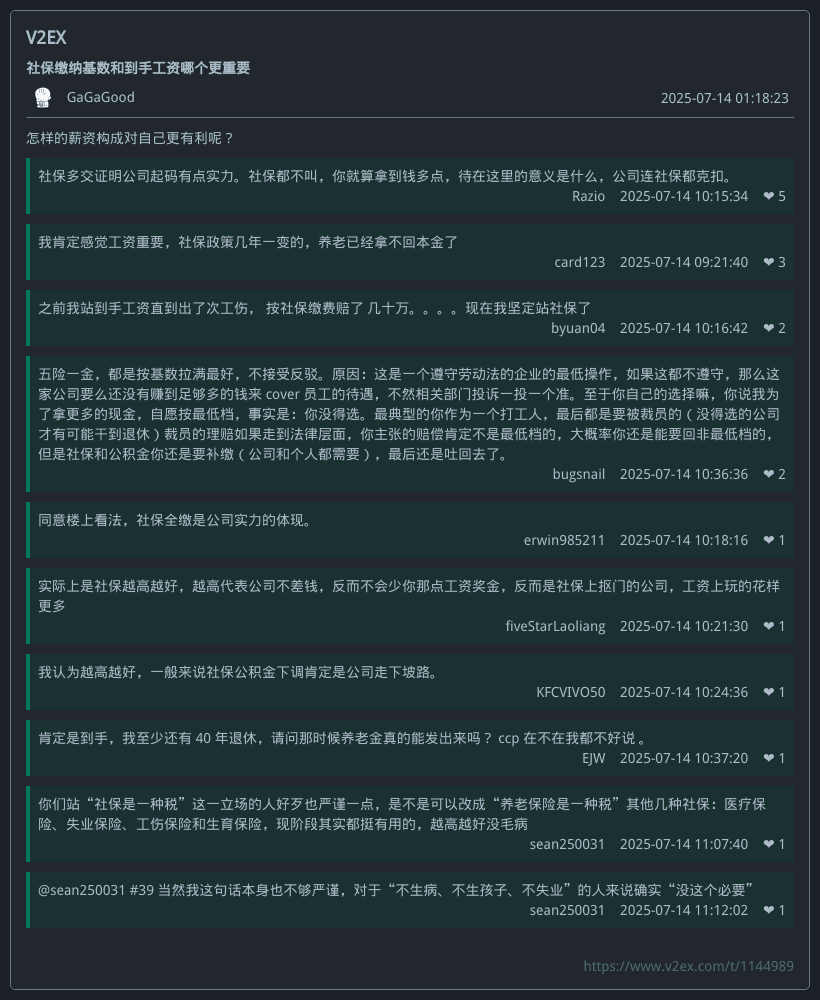 V2EX
社保缴纳基数和到手工资哪个更重要
GaGaGood 2025-07-14 01:18:23
怎样的薪资构成对自己更有利呢？
社保多交证明公司起码有点实力。社保都不叫，你就算拿到钱多点，待在这里的意义是什么，公司连社保都克扣。
Razio 2025-07-14 10:15:34 ❤ 5
我肯定感觉工资重要，社保政策几年一变的，养老已经拿不回本金了
card123 2025-07-14 09:21:40 ❤ 3
之前我站到手工资直到出了次工伤， 按社保缴费赔了 几十万。。。。现在我坚定站社保了
byuan04 2025-07-14 10:16:42 ❤ 2
五险一金，都是按基数拉满最好，不接受反驳。原因：这是一个遵守劳动法的企业的最低操作，如果这都不遵守，那么这
家公司要么还没有赚到足够多的钱来 cover 员工的待遇，不然相关部门投诉一投一个准。至于你自己的选择嘛，你说我为
了拿更多的现金，自愿按最低档，事实是：你没得选。最典型的你作为一个打工人，最后都是要被裁员的（没得选的公司
才有可能干到退休）裁员的理赔如果走到法律层面，你主张的赔偿肯定不是最低档的，大概率你还是能要回非最低档的，
但是社保和公积金你还是要补缴（公司和个人都需要），最后还是吐回去了。
bugsnail 2025-07-14 10:36:36 ❤ 2
同意楼上看法，社保全缴是公司实力的体现。
erwin985211 2025-07-14 10:18:16 ❤ 1
实际上是社保越高越好，越高代表公司不差钱，反而不会少你那点工资奖金，反而是社保上抠门的公司，工资上玩的花样
更多
fiveStarLaoliang 2025-07-14 10:21:30 ❤ 1
我认为越高越好，一般来说社保公积金下调肯定是公司走下坡路。
KFCVIVO50 2025-07-14 10:24:36 ❤ 1
肯定是到手，我至少还有 40 年退休，请问那时候养老金真的能发出来吗？ ccp 在不在我都不好说 。
EJW 2025-07-14 10:37:20 ❤ 1
你们站“社保是一种税”这一立场的人好歹也严谨一点，是不是可以改成“养老保险是一种税”其他几种社保：医疗保
险、失业保险、工伤保险和生育保险，现阶段其实都挺有用的，越高越好没毛病
sean250031 2025-07-14 11:07:40 ❤ 1
@sean250031 #39 当然我这句话本身也不够严谨，对于“不生病、不生孩子、不失业”的人来说确实“没这个必要”
sean250031 2025-07-14 11:12:02 ❤ 1
https://www.v2ex.com/t/1144989